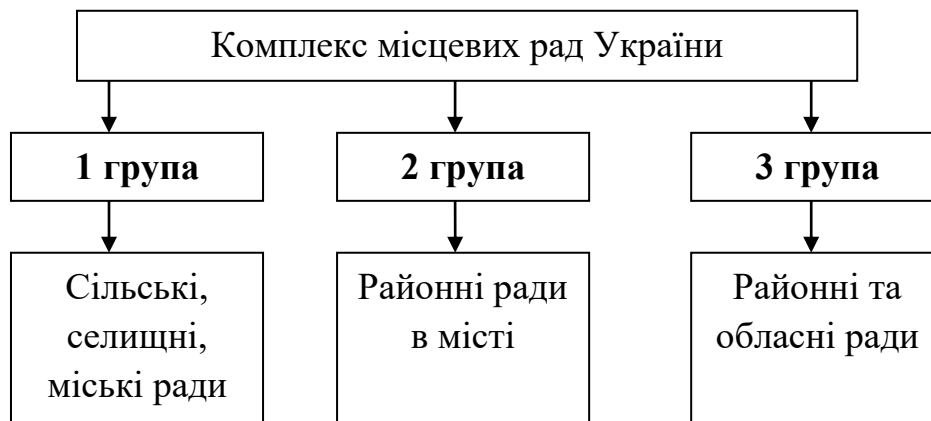 Комплекс місцевих рад України
1 група
2 група
3 група
Сільські,
селищні,
міські ради
Районні ради
в місті
Районні та
обласні ради